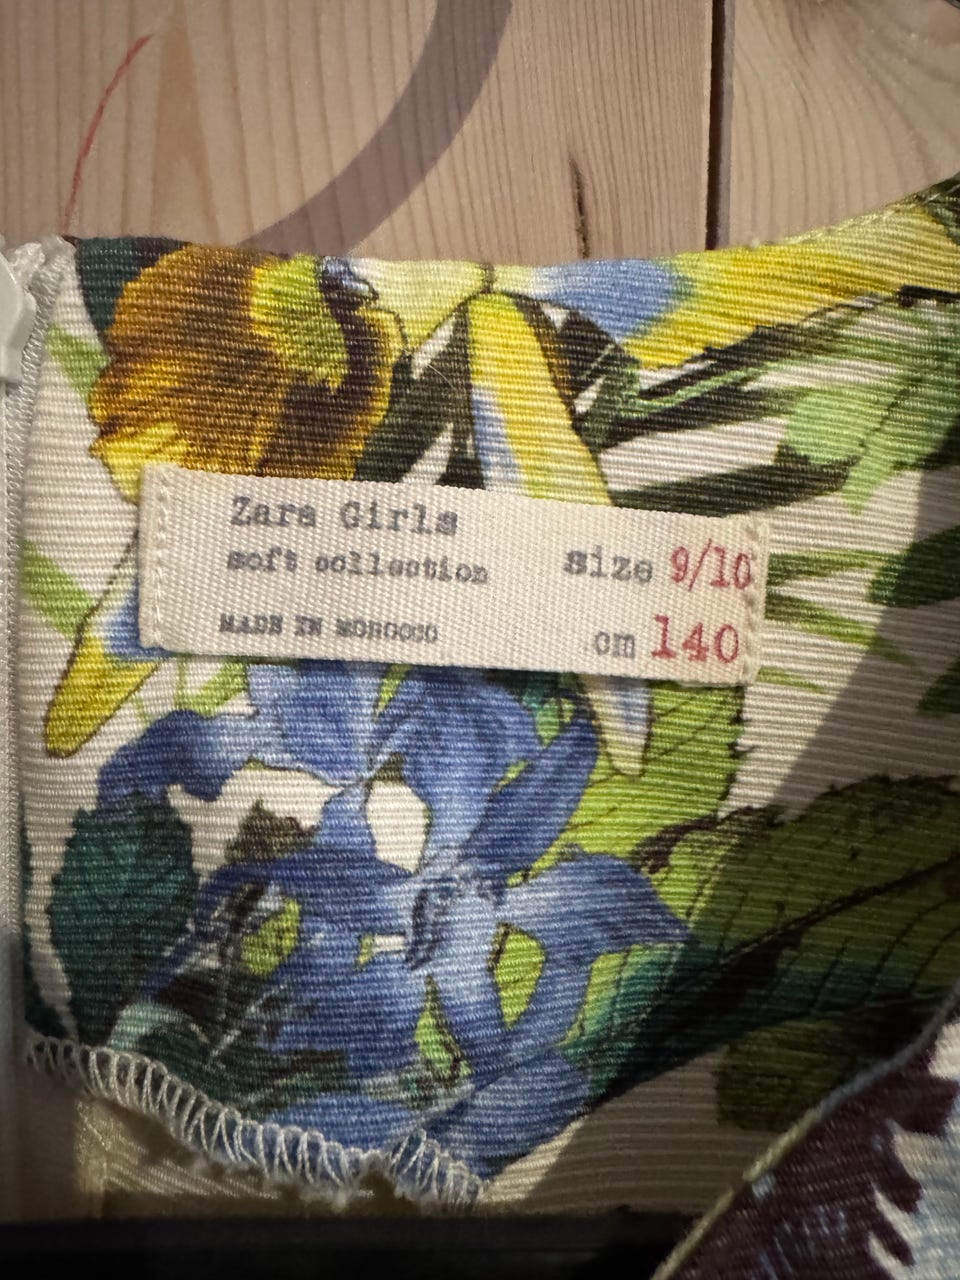 Zara Girls
soft collection
MADE IN MOROCCO
size 9/10
cm 140